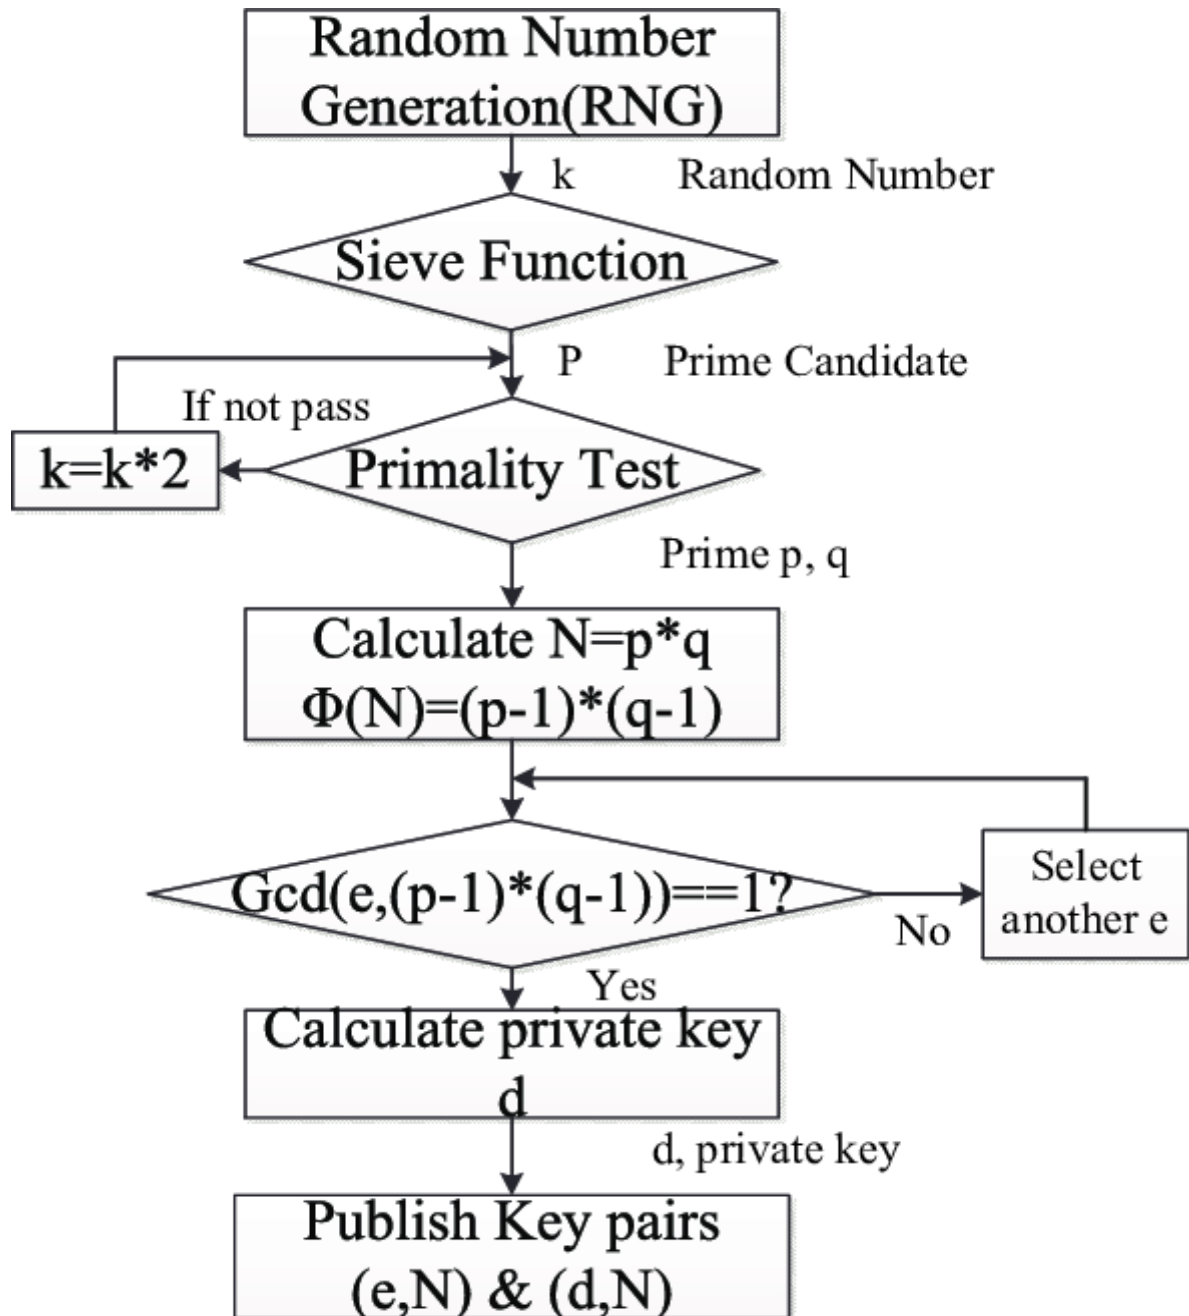 Random Number
Generation(RNG)
k Random Number
Sieve Function
P Prime Candidate
If not pass
k=k*2
Primality Test
Prime p, q
Calculate N=p*q
Φ(N)=(p-1)*(q-1)
Gcd(e,(p-1)*(q-1))==1?
No
Select
another e
Yes
Calculate private key
d
d, private key
Publish Key pairs
(e,N) & (d,N)